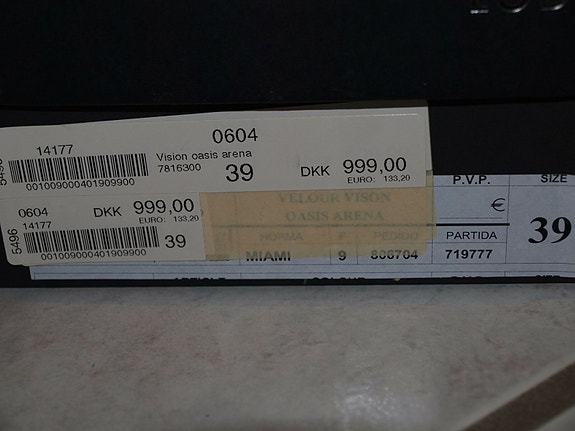 0604
14177
5496
Vision oasis arena
7816300
39
DKK 999,00
EURO: 133,20
001009000401909900
0604
DKK 999,00
EURO: 133,20
14177
5496
39
001009000401909900
VELOUR VISON
OASIS ARENA
P.V.P.
SIZE
€
39
HORMA
F
PEDIDO
PARTIDA
MIAMI
9
806704
719777